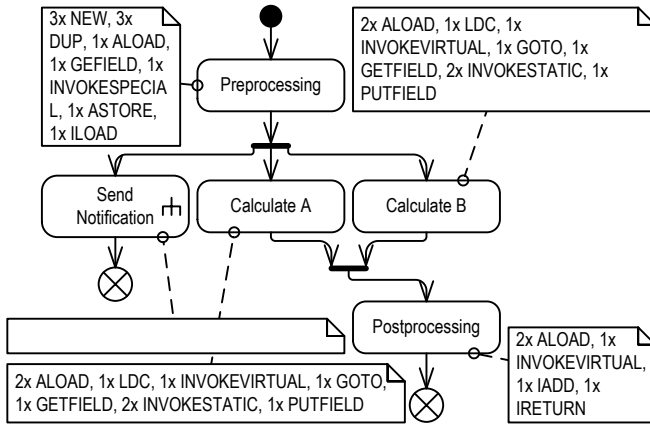 3x NEW, 3x
DUP, 1x ALOAD,
1x GEFIELD, 1x
INVOKESPECIA
L, 1x ASTORE,
1x ILOAD
Preprocessing
2x ALOAD, 1x LDC, 1x
INVOKEVIRTUAL, 1x GOTO, 1x
GETFIELD, 2x INVOKESTATIC, 1x
PUTFIELD
Send
Notification
Calculate A
Calculate B
Postprocessing
2x ALOAD, 1x LDC, 1x INVOKEVIRTUAL, 1x GOTO,
1x GETFIELD, 2x INVOKESTATIC, 1x PUTFIELD
2x ALOAD, 1x
INVOKEVIRTUAL,
1x IADD, 1x
IRETURN